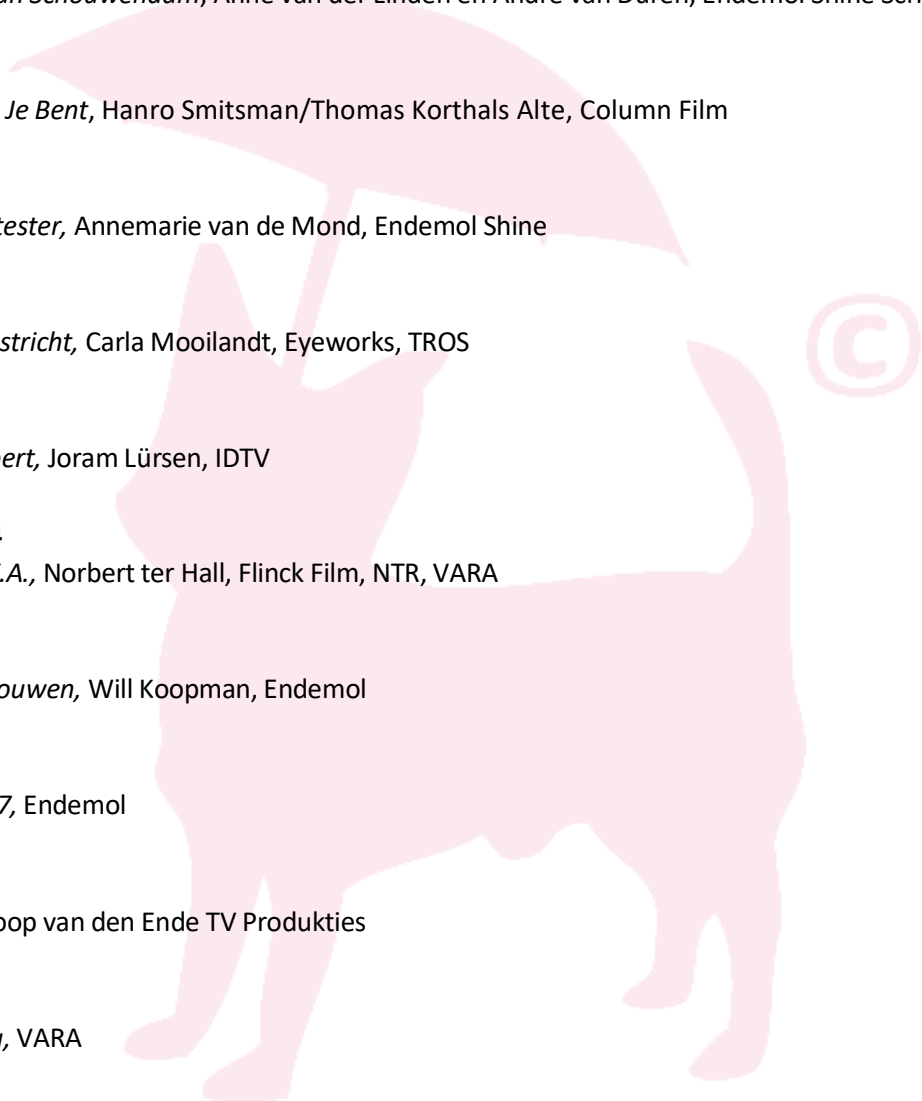 Je Bent, Hanro Smitsman/Thomas Korthals Alte, Column Film
tester, Annemarie van de Mond, Endemol Shine
stricht, Carla Mooilandt, Eyeworks, TROS
ert, Joram Lürsen, IDTV
.A., Norbert ter Hall, Flinck Film, NTR, VARA
ouwen, Will Koopman, Endemol
7, Endemol
oop van den Ende TV Produkties
, VARA
©